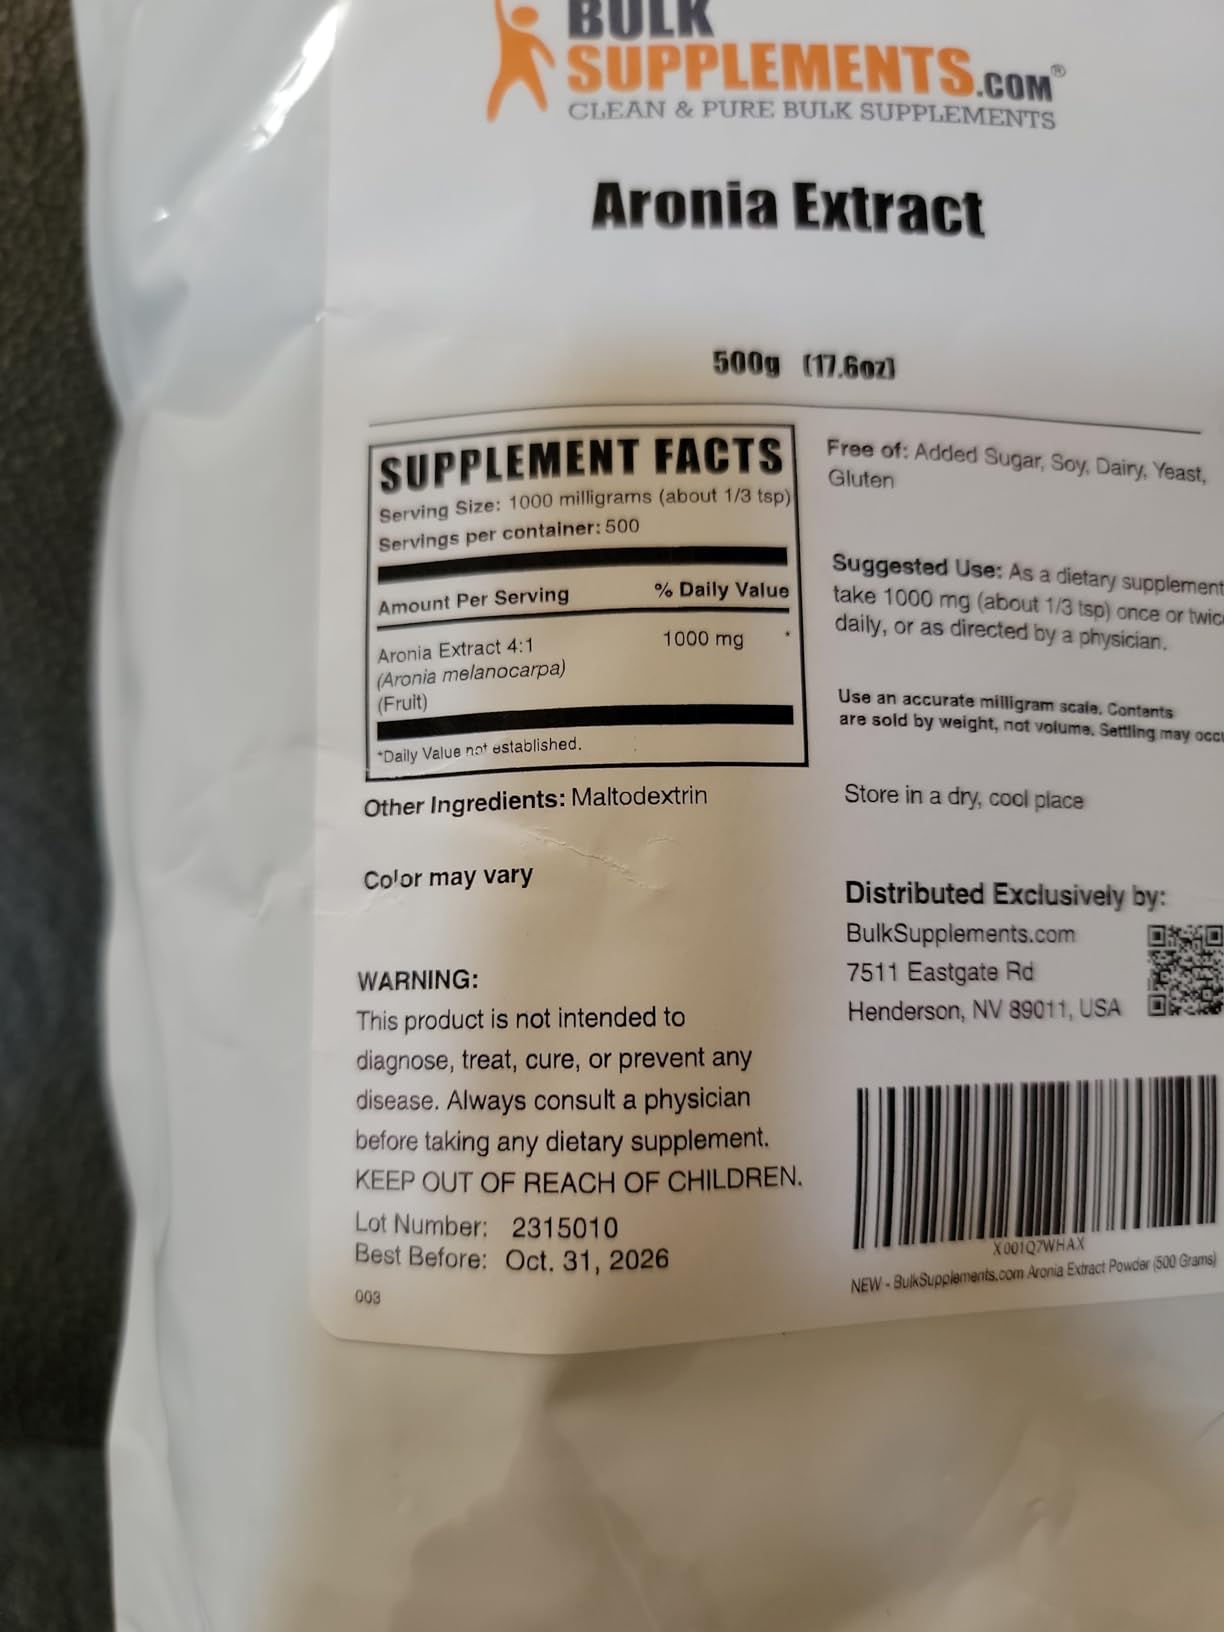 BULK
SUPPLEMENTS.COM®
CLEAN & PURE BULK SUPPLEMENTS
Aronia Extract
500g (17.6oz)
SUPPLEMENT FACTS
Serving Size: 1000 milligrams (about 1/3 tsp)
Servings per container: 500
Amount Per Serving % Daily Value
Aronia Extract 4:1 1000 mg *
(Aronia melanocarpa)
(Fruit)
*Daily Value not established.
Other Ingredients: Maltodextrin
Color may vary
WARNING:
This product is not intended to
diagnose, treat, cure, or prevent any
disease. Always consult a physician
before taking any dietary supplement.
KEEP OUT OF REACH OF CHILDREN.
Lot Number: 2315010
Best Before: Oct. 31, 2026
003
Free of: Added Sugar, Soy, Dairy, Yeast,
Gluten
Suggested Use: As a dietary supplement
take 1000 mg (about 1/3 tsp) once or twic
daily, or as directed by a physician.
Use an accurate milligram scale. Contents
are sold by weight, not volume. Settling may occu
Store in a dry, cool place
Distributed Exclusively by:
BulkSupplements.com
7511 Eastgate Rd
Henderson, NV 89011, USA
X001Q7WHAX
NEW - BulkSupplements.com Aronia Extract Powder (500 Grams)